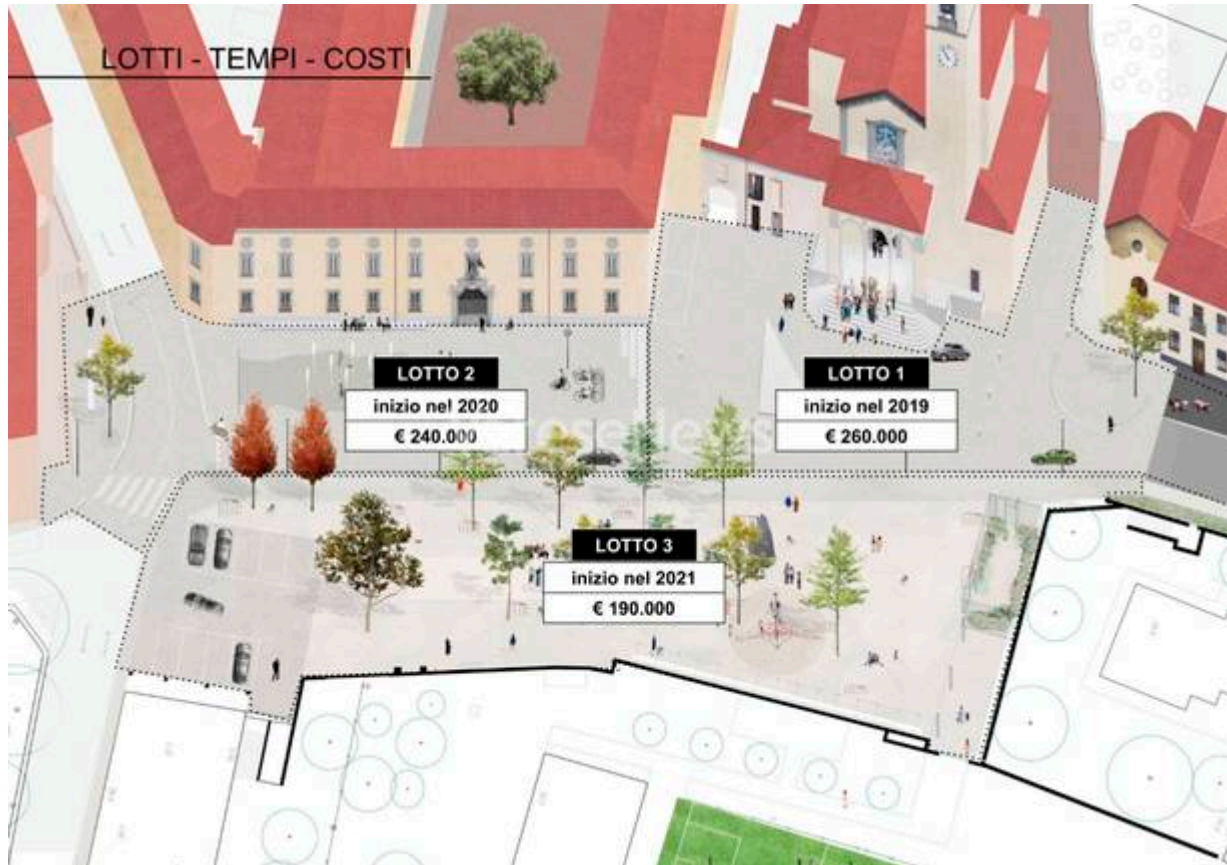 LOTTI - TEMPI - COSTI
LOTTO 2
inizio nel 2020
€ 240.000
LOTTO 1
inizio nel 2019
€ 260.000
LOTTO 3
inizio nel 2021
€ 190.000